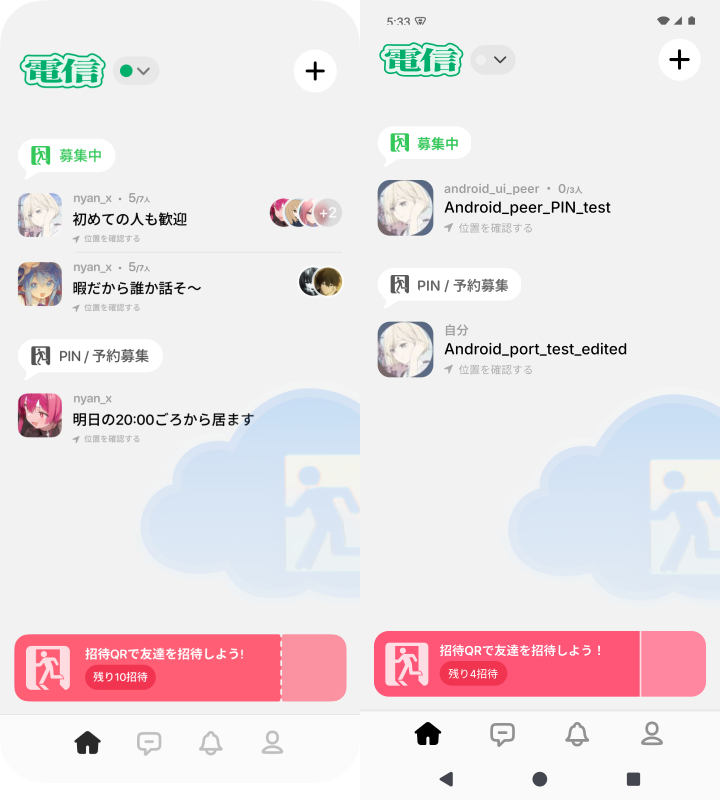 電信
募集中
nyan_x・5/7人
初めての人も歓迎
+2
位置を確認する
nyan_x・5/7人
暇だから誰か話そ〜
位置を確認する
PIN / 予約募集
nyan_x
明日の20:00ごろから居ます
位置を確認する
招待QRで友達を招待しよう!
残り10招待
5:33
電信
募集中
android_ui_peer・0/3人
Android_peer_PIN_test
位置を確認する
PIN / 予約募集
自分
Android_port_test_edited
位置を確認する
招待QRで友達を招待しよう！
残り4招待